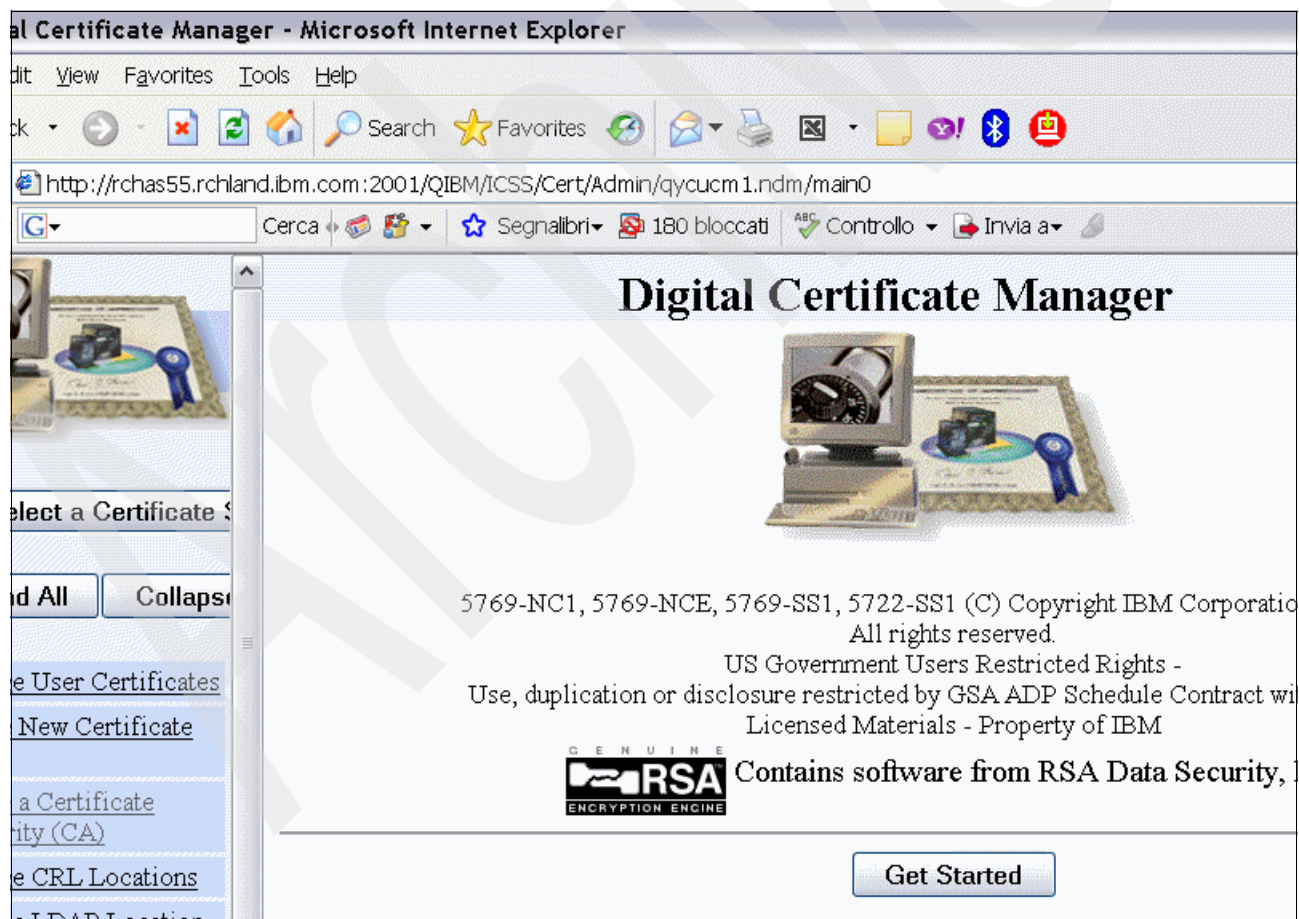 al Certificate Manager - Microsoft Internet Explorer
dit View Favorites Tools Help
ck Search Favorites
http://rchas55.rchland.ibm.com:2001/QIBM/ICSS/Cert/Admin/qycucm1.ndm/main0
G Cerca Segnalibri 180 bloccati ABC Controllo Invia a
Digital Certificate Manager
elect a Certificate S
nd All Collapse
5769-NC1, 5769-NCE, 5769-SS1, 5722-SS1 (C) Copyright IBM Corporatio
All rights reserved.
US Government Users Restricted Rights -
Use, duplication or disclosure restricted by GSA ADP Schedule Contract wi
Licensed Materials - Property of IBM
GENUINE
RSA
ENCRYPTION ENGINE
Contains software from RSA Data Security, I
e User Certificates
New Certificate
a Certificate
rity (CA)
e CRL Locations
LDAP Location
Get Started